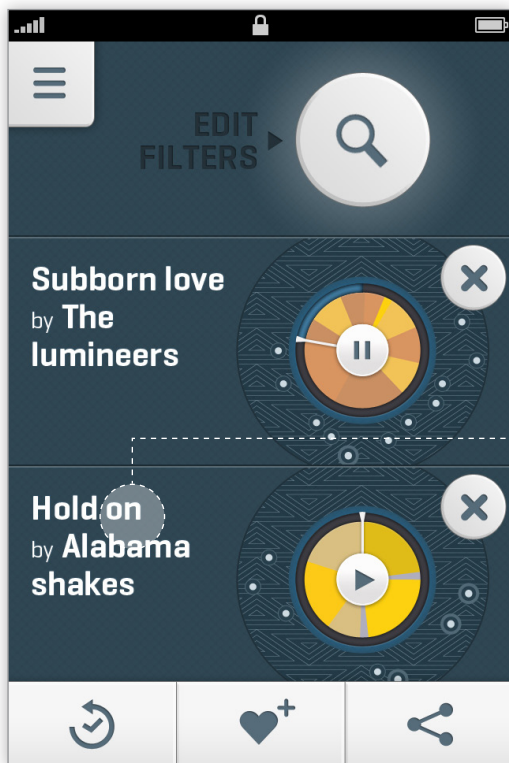 EDIT
FILTERS
Subborn love
by The
lumineers
Hold on
by Alabama
shakes